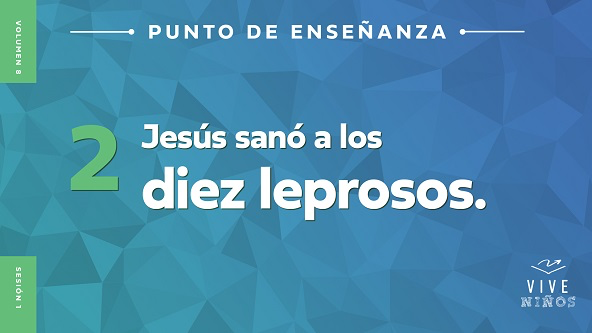 VOLUMEN 8
PUNTO DE ENSEÑANZA
2
Jesús sanó a los
diez leprosos.
SESIÓN 1
VIVE
NIÑOS